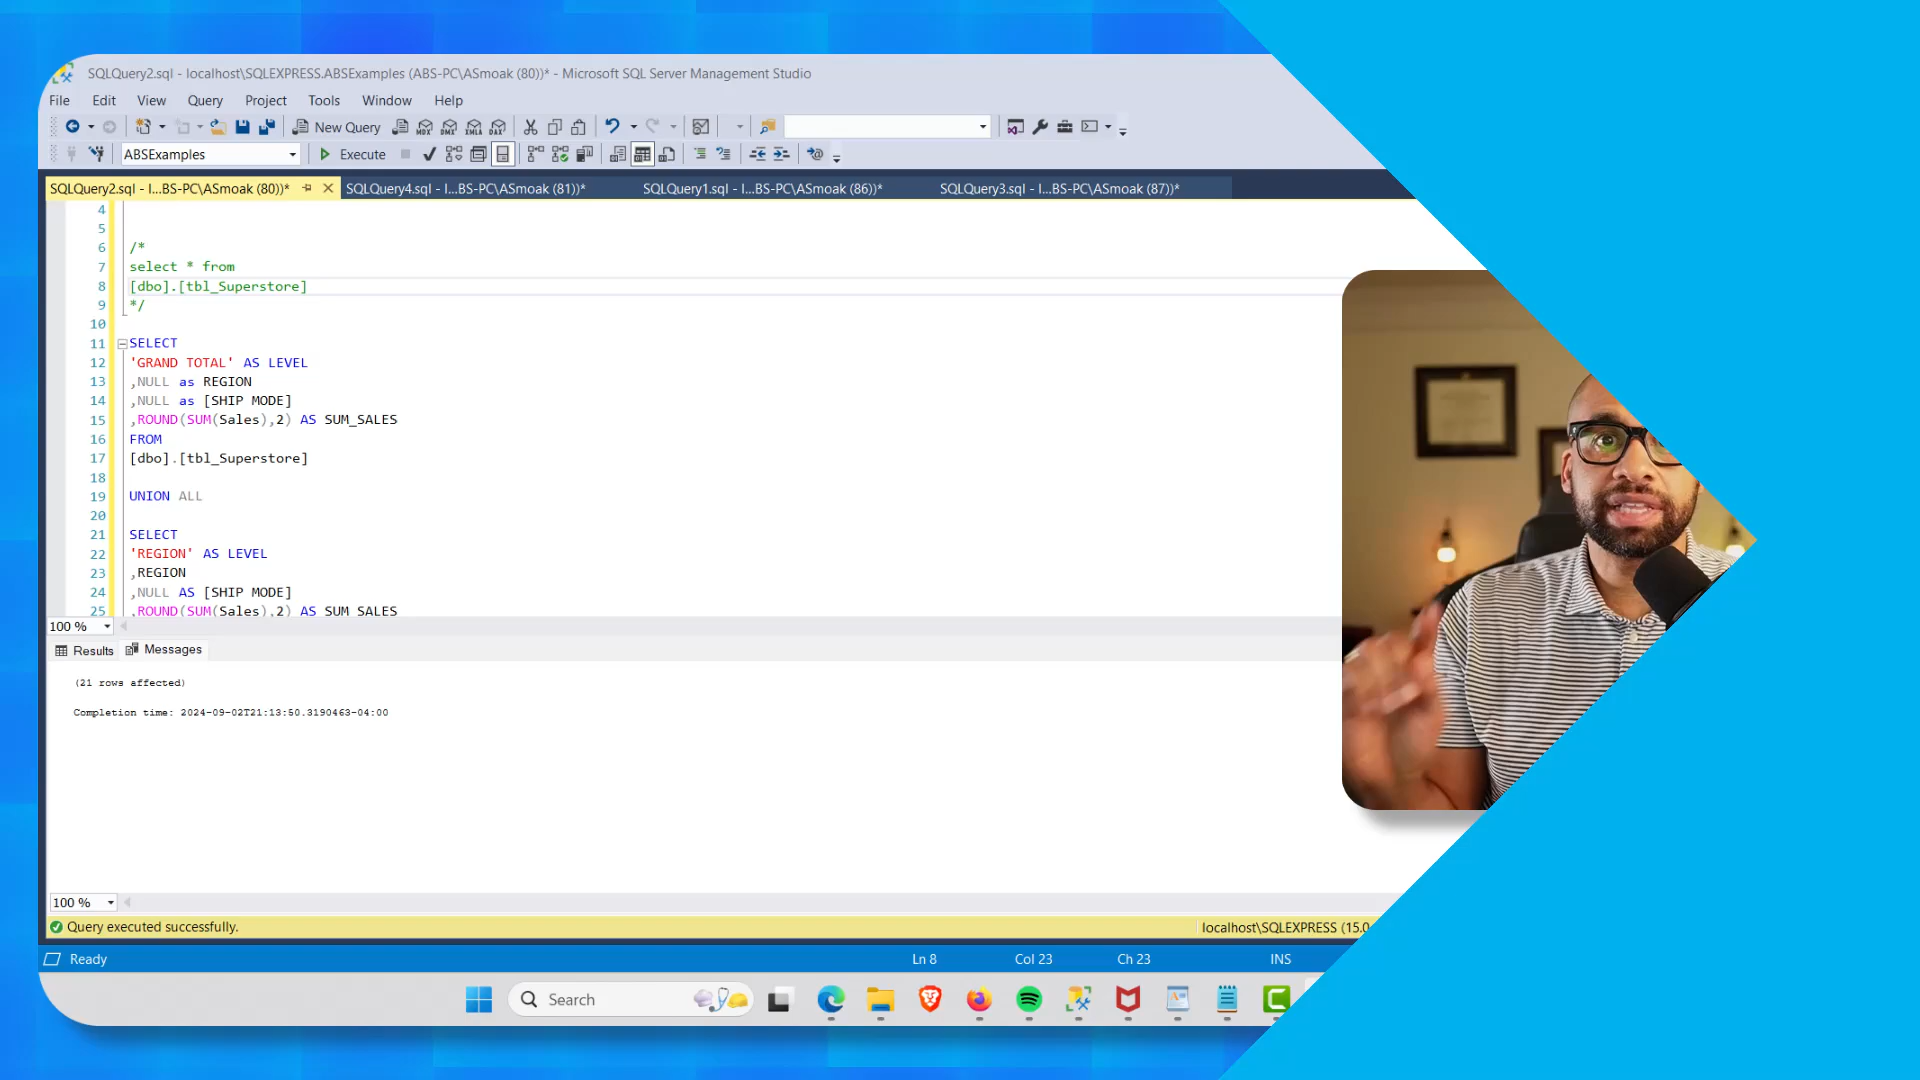 SQLQuery2.sql - localhost\SQLEXPRESS.ABSExamples (ABS-PC\ASmoak (80))* - Microsoft SQL Server Management Studio
File Edit View Query Project Tools Window Help
New Query MDX DMX XMLA DAX
ABSExamples Execute
SQLQuery2.sql - l...BS-PC\ASmoak (80))* SQLQuery4.sql - l...BS-PC\ASmoak (81))* SQLQuery1.sql - l...BS-PC\ASmoak (86))* SQLQuery3.sql - l...BS-PC\ASmoak (87))*
4
5
6 /*
7 select * from
8 [dbo].[tbl_Superstore]
9 */
10
11 SELECT
12 'GRAND TOTAL' AS LEVEL
13 ,NULL as REGION
14 ,NULL as [SHIP MODE]
15 ,ROUND(SUM(Sales),2) AS SUM_SALES
16 FROM
17 [dbo].[tbl_Superstore]
18
19 UNION ALL
20
21 SELECT
22 'REGION' AS LEVEL
23 ,REGION
24 ,NULL AS [SHIP MODE]
25 ,ROUND(SUM(Sales),2) AS SUM_SALES
100 %
Results Messages
(21 rows affected)
Completion time: 2024-09-02T21:13:50.3190463-04:00
100 %
Query executed successfully. localhost\SQLEXPRESS (15.0
Ready Ln 8 Col 23 Ch 23 INS
Search